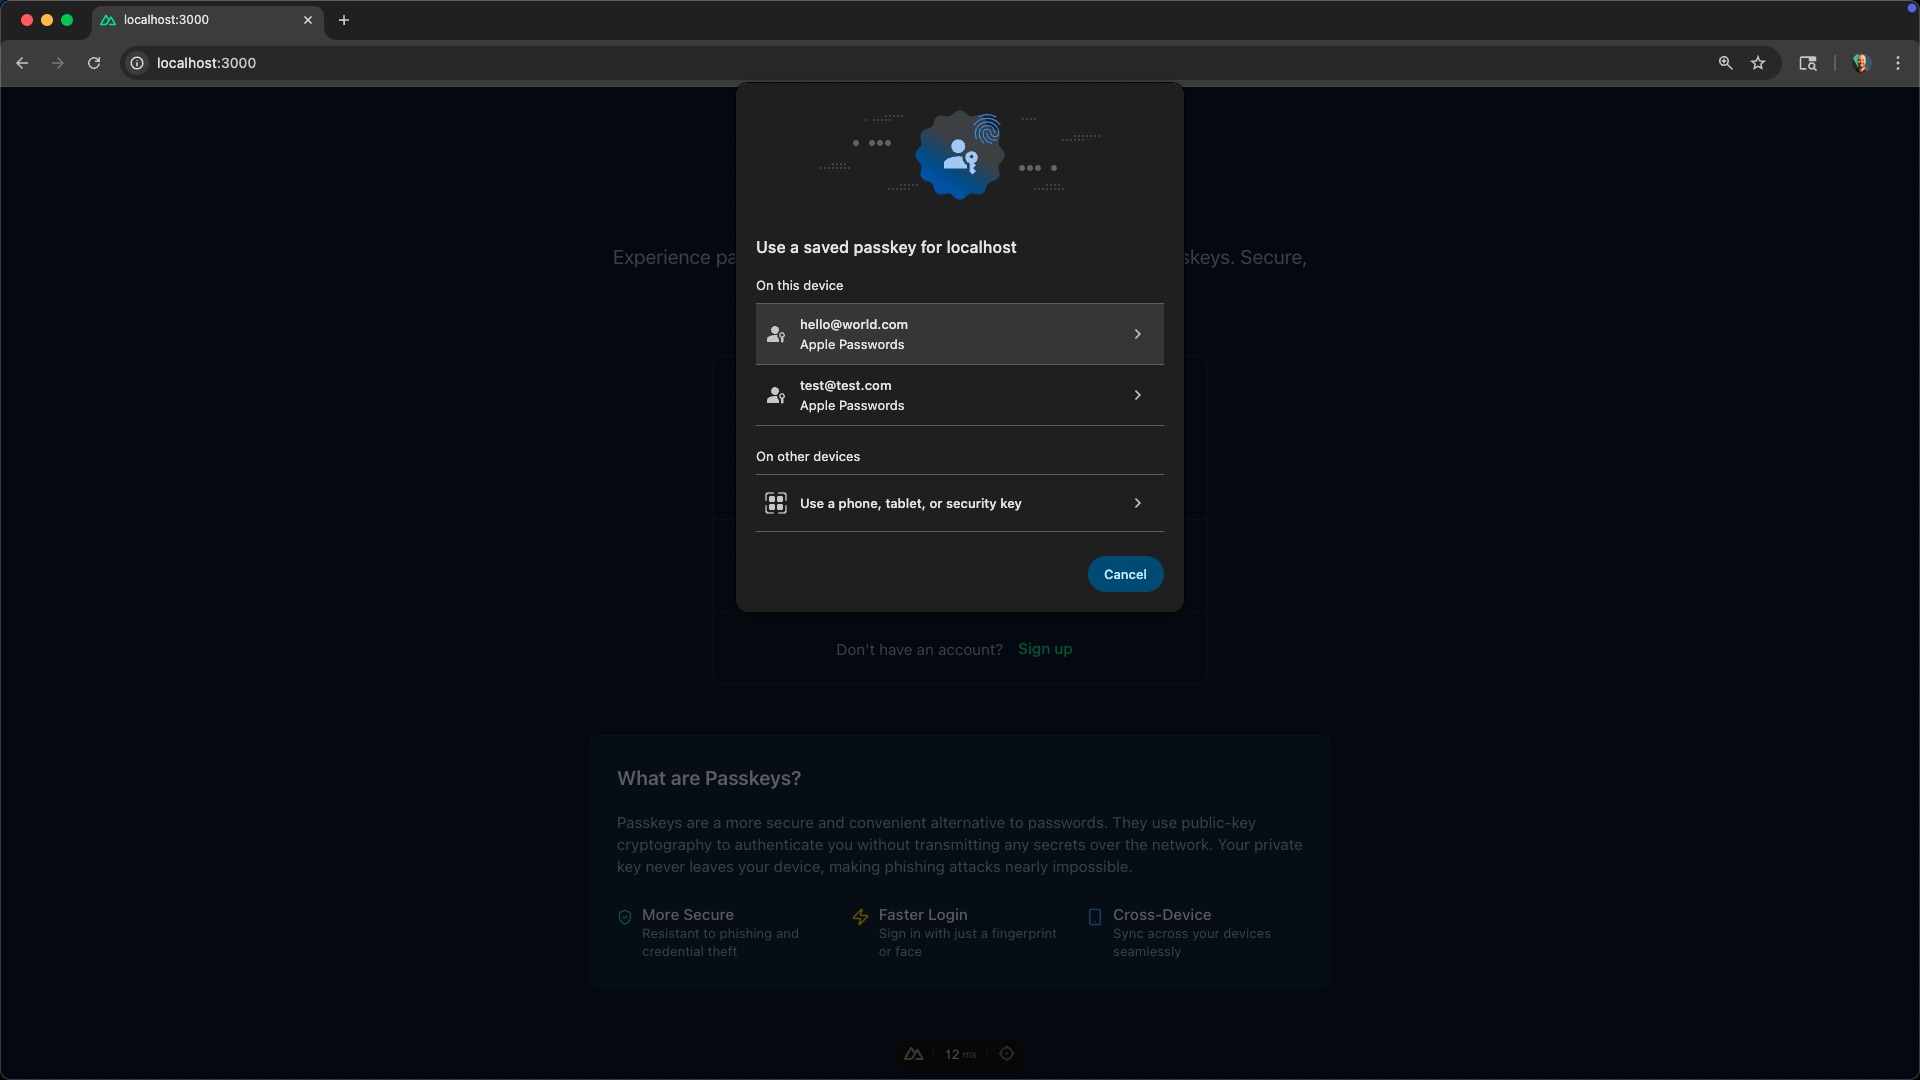 localhost:3000
localhost:3000
Use a saved passkey for localhost
On this device
hello@world.com
Apple Passwords
test@test.com
Apple Passwords
On other devices
Use a phone, tablet, or security key
Cancel
Experience pa
skeys. Secure,
Don't have an account? Sign up
What are Passkeys?
Passkeys are a more secure and convenient alternative to passwords. They use public-key
cryptography to authenticate you without transmitting any secrets over the network. Your private
key never leaves your device, making phishing attacks nearly impossible.
More Secure
Resistant to phishing and
credential theft
Faster Login
Sign in with just a fingerprint
or face
Cross-Device
Sync across your devices
seamlessly
12 ms